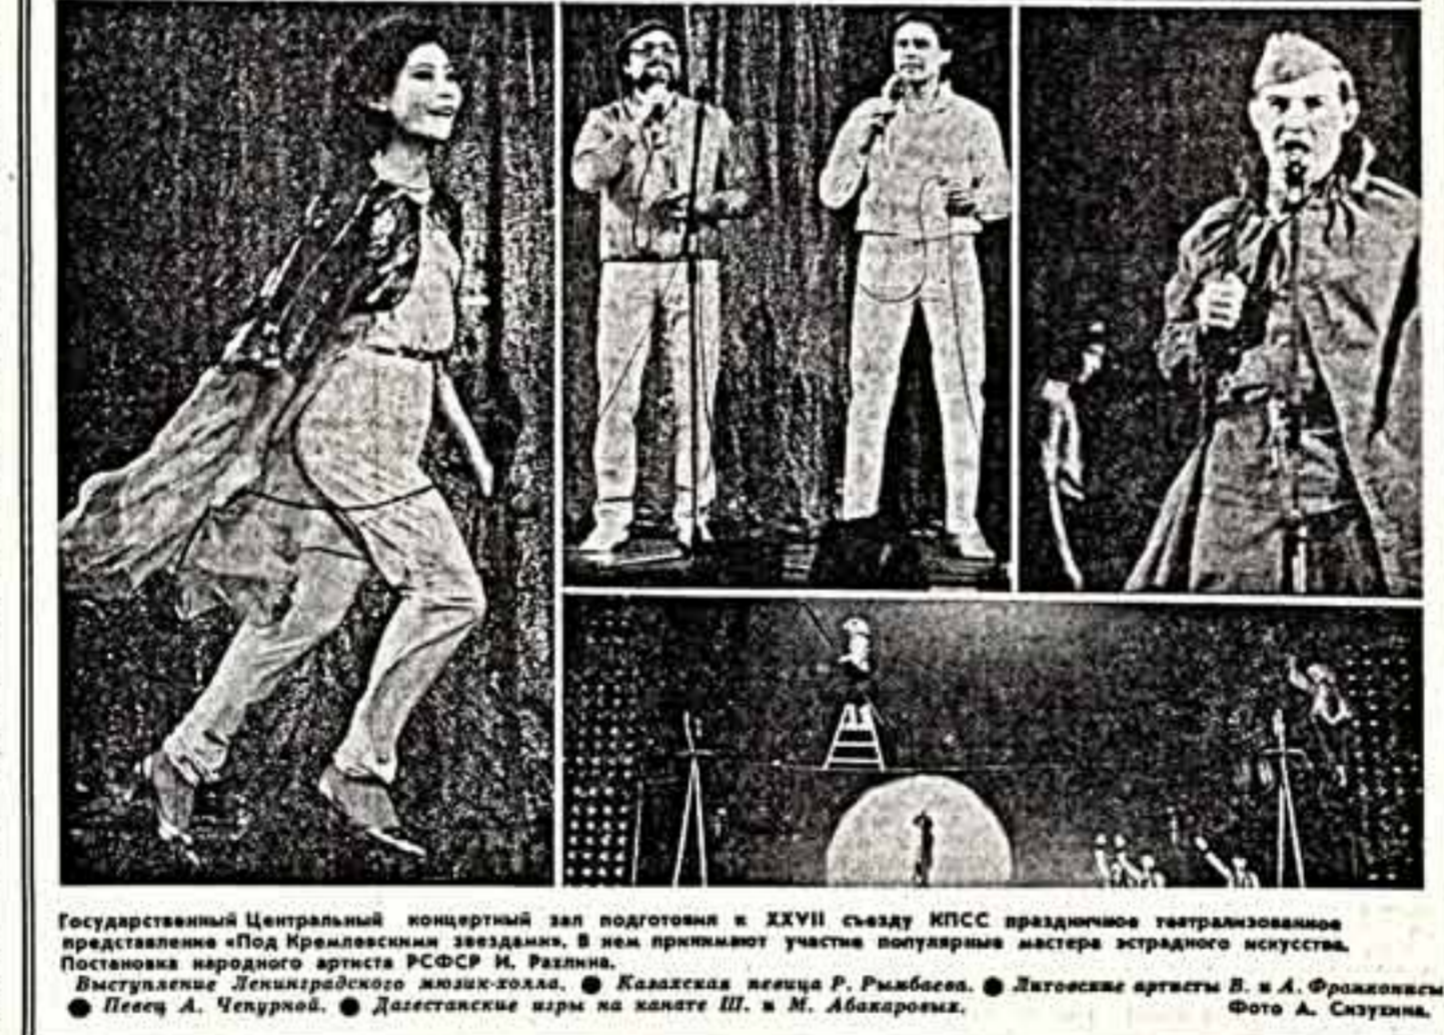 Государственный Центральный концертный зал подготовил к XXVII съезду КПСС праздничное театрализованное
представление «Под Кремлевскими звездами». В нем принимают участие популярные мастера эстрадного искусства.
Постановка народного артиста РСФСР И. Рахлина.
Выступление Ленинградского мюзик-холла. ● Казахская певица Р. Рымбаева. ● Литовские артисты В. и А. Франконисы
● Певец А. Чепурной. ● Дагестанские игры на канате Ш. и М. Абакаровых.
Фото А. Сизухина.